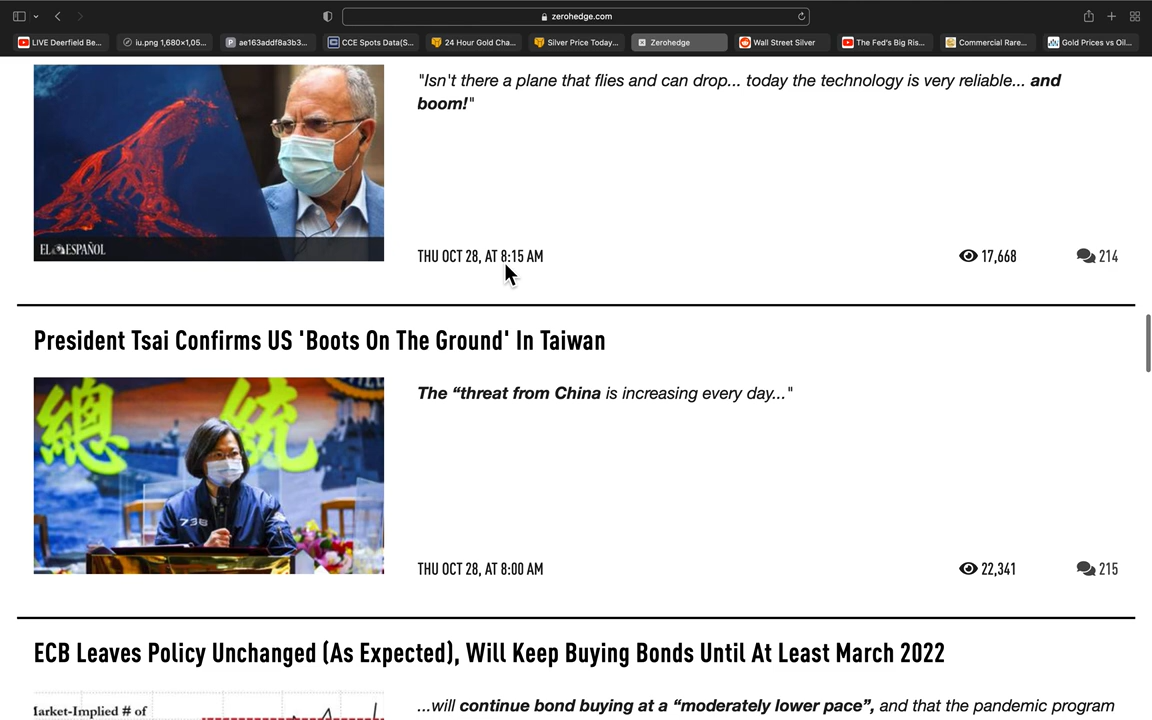 zerohedge.com
LIVE Deerfield Be...
iu.png 1,680×1,05...
ae163addf8a3b3...
CCE Spots Data(S...
24 Hour Gold Cha...
Silver Price Today...
Zerohedge
Wall Street Silver
The Fed's Big Ris...
Commercial Rare...
Gold Prices vs Oil...
"Isn't there a plane that flies and can drop... today the technology is very reliable... and
boom!"
EL ESPAÑOL
THU OCT 28, AT 8:15 AM
17,668
214
President Tsai Confirms US 'Boots On The Ground' In Taiwan
The “threat from China is increasing every day..."
總 統
738
THU OCT 28, AT 8:00 AM
22,341
215
ECB Leaves Policy Unchanged (As Expected), Will Keep Buying Bonds Until At Least March 2022
Market-Implied # of
...will continue bond buying at a “moderately lower pace”, and that the pandemic program